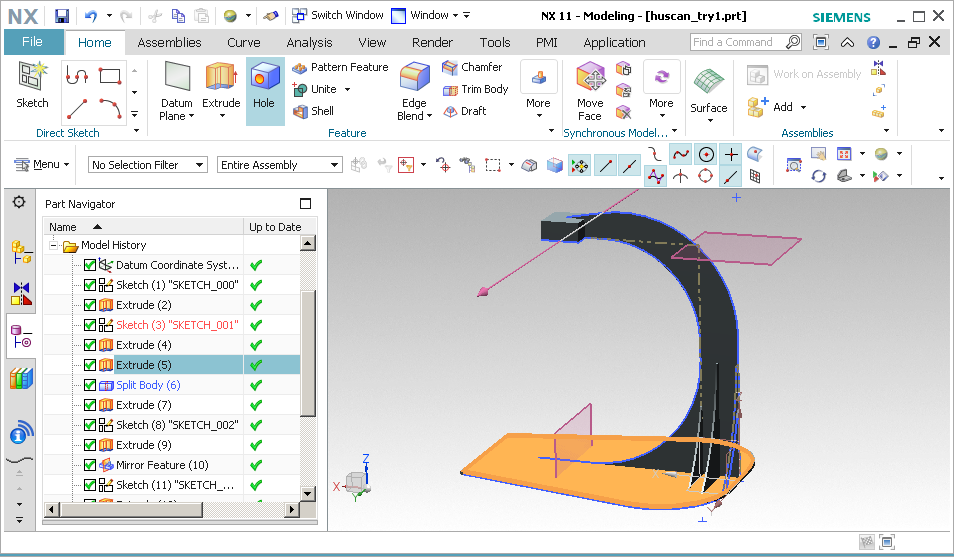 NX Switch Window Window NX 11 - Modeling - [huscan_try1.prt] SIEMENS
File Home Assemblies Curve Analysis View Render Tools PMI Application Find a Command
Sketch
Direct Sketch
Datum Plane
Extrude
Hole
Pattern Feature
Unite
Shell
Edge Blend
Chamfer
Trim Body
Draft
More
Feature
Move Face
More
Synchronous Model...
Surface
Work on Assembly
Add
Assemblies
Menu No Selection Filter Entire Assembly
Part Navigator
Name Up to Date
Model History
Datum Coordinate Syst...
Sketch (1) "SKETCH_000"
Extrude (2)
Sketch (3) "SKETCH_001"
Extrude (4)
Extrude (5)
Split Body (6)
Extrude (7)
Sketch (8) "SKETCH_002"
Extrude (9)
Mirror Feature (10)
Sketch (11) "SKETCH_...
Z
X
Y